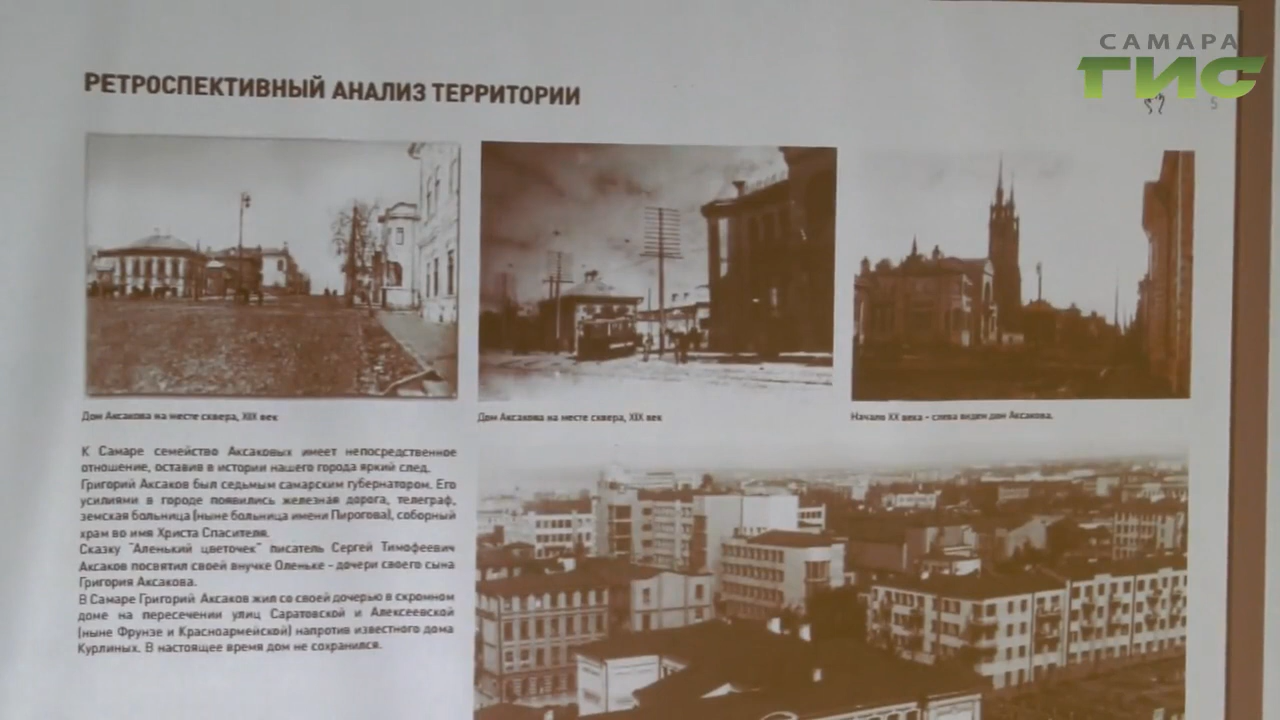 САМАРА
ГИС
РЕТРОСПЕКТИВНЫЙ АНАЛИЗ ТЕРРИТОРИИ
57
5
Дом Аксакова на месте сквера, XIX век
Дом Аксакова на месте сквера, XIX век
Начало XX века - слева виден дом Аксакова.
К Самаре семейство Аксаковых имеет непосредственное
отношение, оставив в истории нашего города яркий след.
Григорий Аксаков был седьмым самарским губернатором. Его
усилиями в городе появились железная дорога, телеграф,
земская больница (ныне больница имени Пирогова), соборный
храм во имя Христа Спасителя.
Сказку "Аленький цветочек" писатель Сергей Тимофеевич
Аксаков посвятил своей внучке Оленьке - дочери своего сына
Григория Аксакова.
В Самаре Григорий Аксаков жил со своей дочерью в скромном
доме на пересечении улиц Саратовской и Алексеевской
(ныне Фрунзе и Красноармейской) напротив известного дома
Курлиных. В настоящее время дом не сохранился.